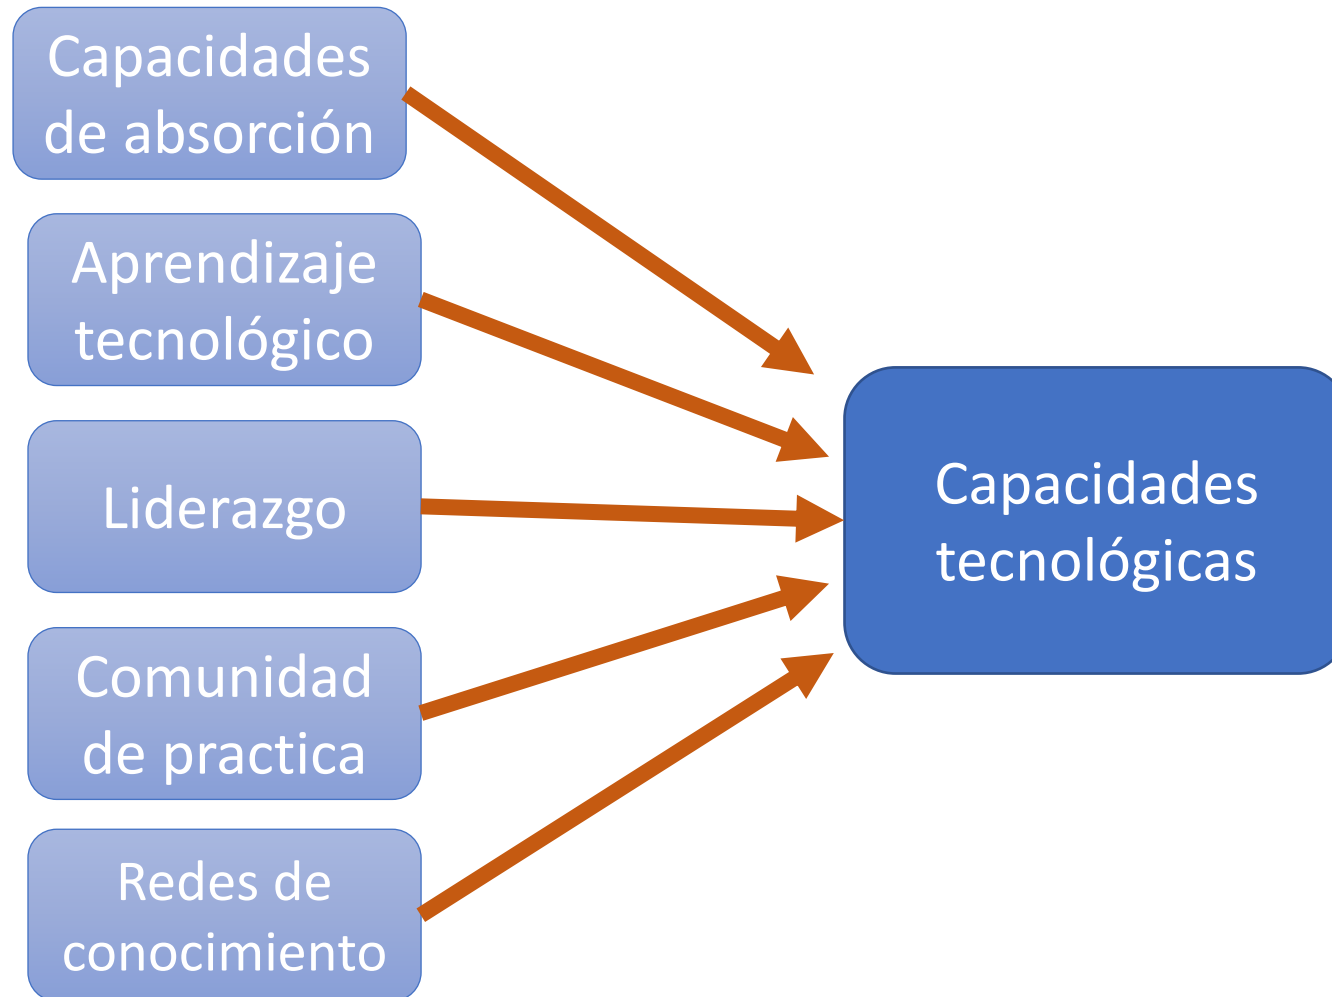 Capacidades
de absorción
Aprendizaje
tecnológico
Liderazgo
Comunidad
de practica
Redes de
conocimiento
Capacidades
tecnológicas